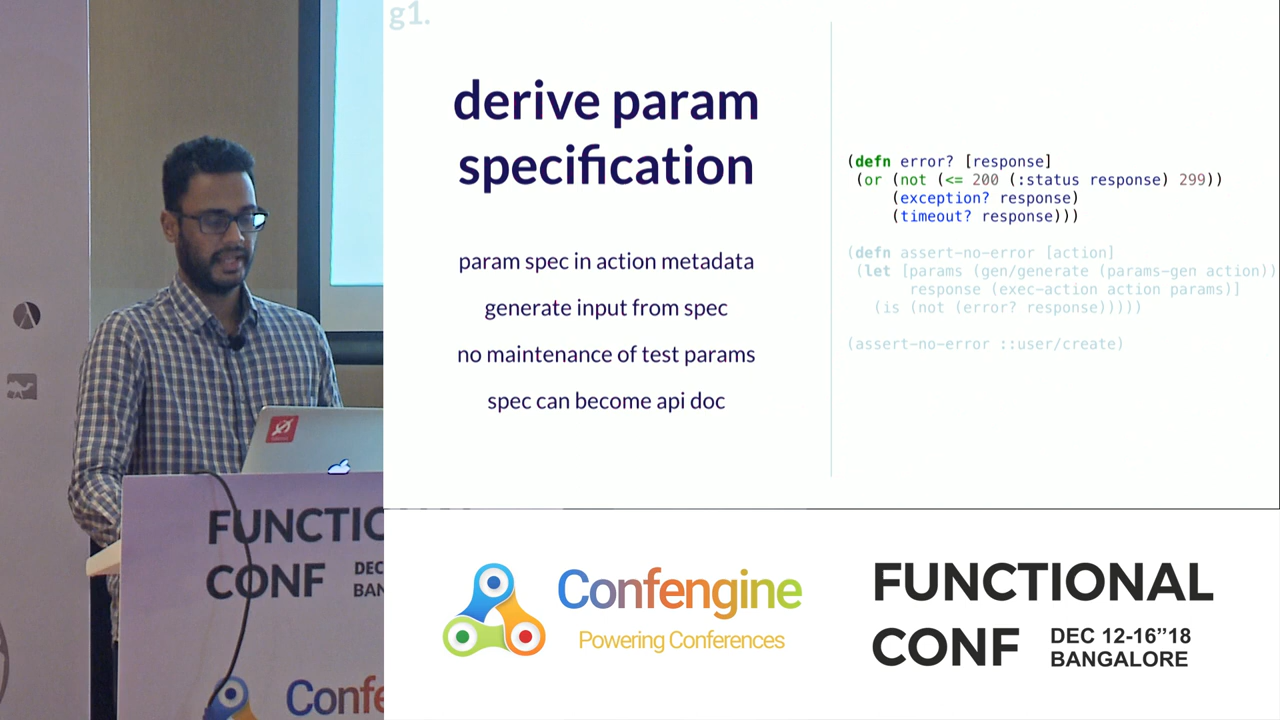 g1.
derive param
specification
param spec in action metadata
generate input from spec
no maintenance of test params
spec can become api doc
(defn error? [response]
(or (not (<= 200 (:status response) 299))
(exception? response)
(timeout? response)))
(defn assert-no-error [action]
(let [params (gen/generate (params-gen action))
response (exec-action action params)]
(is (not (error? response)))))
(assert-no-error ::user/create)
FUNCTIO
CONF DEC
BAN
Confe
Confengine
Powering Conferences
FUNCTIONAL
CONF DEC 12-16"18
BANGALORE